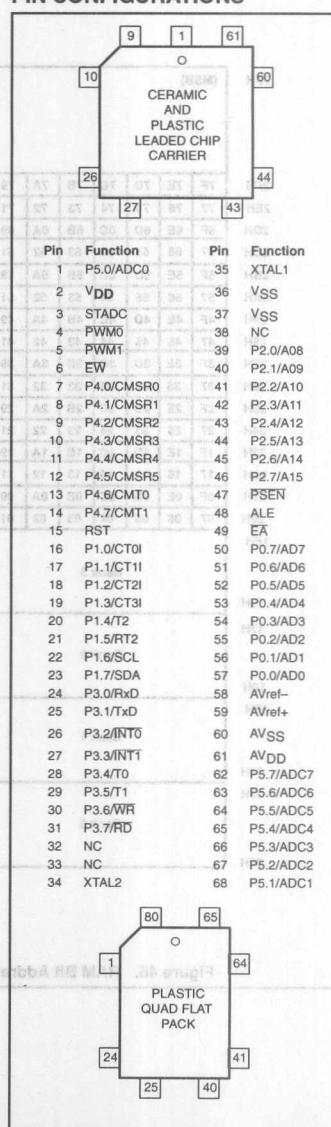 PIN CONFIGURATIONS
9 1 61
10 60
CERAMIC
AND
PLASTIC
LEADED CHIP
CARRIER
26 44
27 43
Pin Function Pin Function
1 P5.0/ADC0 35 XTAL1
2 VDD 36 VSS
3 STADC 37 VSS
4 P̅W̅M̅0̅ 38 NC
5 P̅W̅M̅1̅ 39 P2.0/A08
6 E̅W̅ 40 P2.1/A09
7 P4.0/CMSR0 41 P2.2/A10
8 P4.1/CMSR1 42 P2.3/A11
9 P4.2/CMSR2 43 P2.4/A12
10 P4.3/CMSR3 44 P2.5/A13
11 P4.4/CMSR4 45 P2.6/A14
12 P4.5/CMSR5 46 P2.7/A15
13 P4.6/CMT0 47 P̅S̅E̅N̅
14 P4.7/CMT1 48 ALE
15 RST 49 E̅A̅
16 P1.0/CT0I 50 P0.7/AD7
17 P1.1/CT1I 51 P0.6/AD6
18 P1.2/CT2I 52 P0.5/AD5
19 P1.3/CT3I 53 P0.4/AD4
20 P1.4/T2 54 P0.3/AD3
21 P1.5/RT2 55 P0.2/AD2
22 P1.6/SCL 56 P0.1/AD1
23 P1.7/SDA 57 P0.0/AD0
24 P3.0/RxD 58 AVref–
25 P3.1/TxD 59 AVref+
26 P3.2/I̅N̅T̅0̅ 60 AVSS
27 P3.3/I̅N̅T̅1̅ 61 AVDD
28 P3.4/T0 62 P5.7/ADC7
29 P3.5/T1 63 P5.6/ADC6
30 P3.6/W̅R̅ 64 P5.5/ADC5
31 P3.7/R̅D̅ 65 P5.4/ADC4
32 NC 66 P5.3/ADC3
33 NC 67 P5.2/ADC2
34 XTAL2 68 P5.1/ADC1
80 65
1 64
PLASTIC
QUAD FLAT
PACK
24 41
25 40